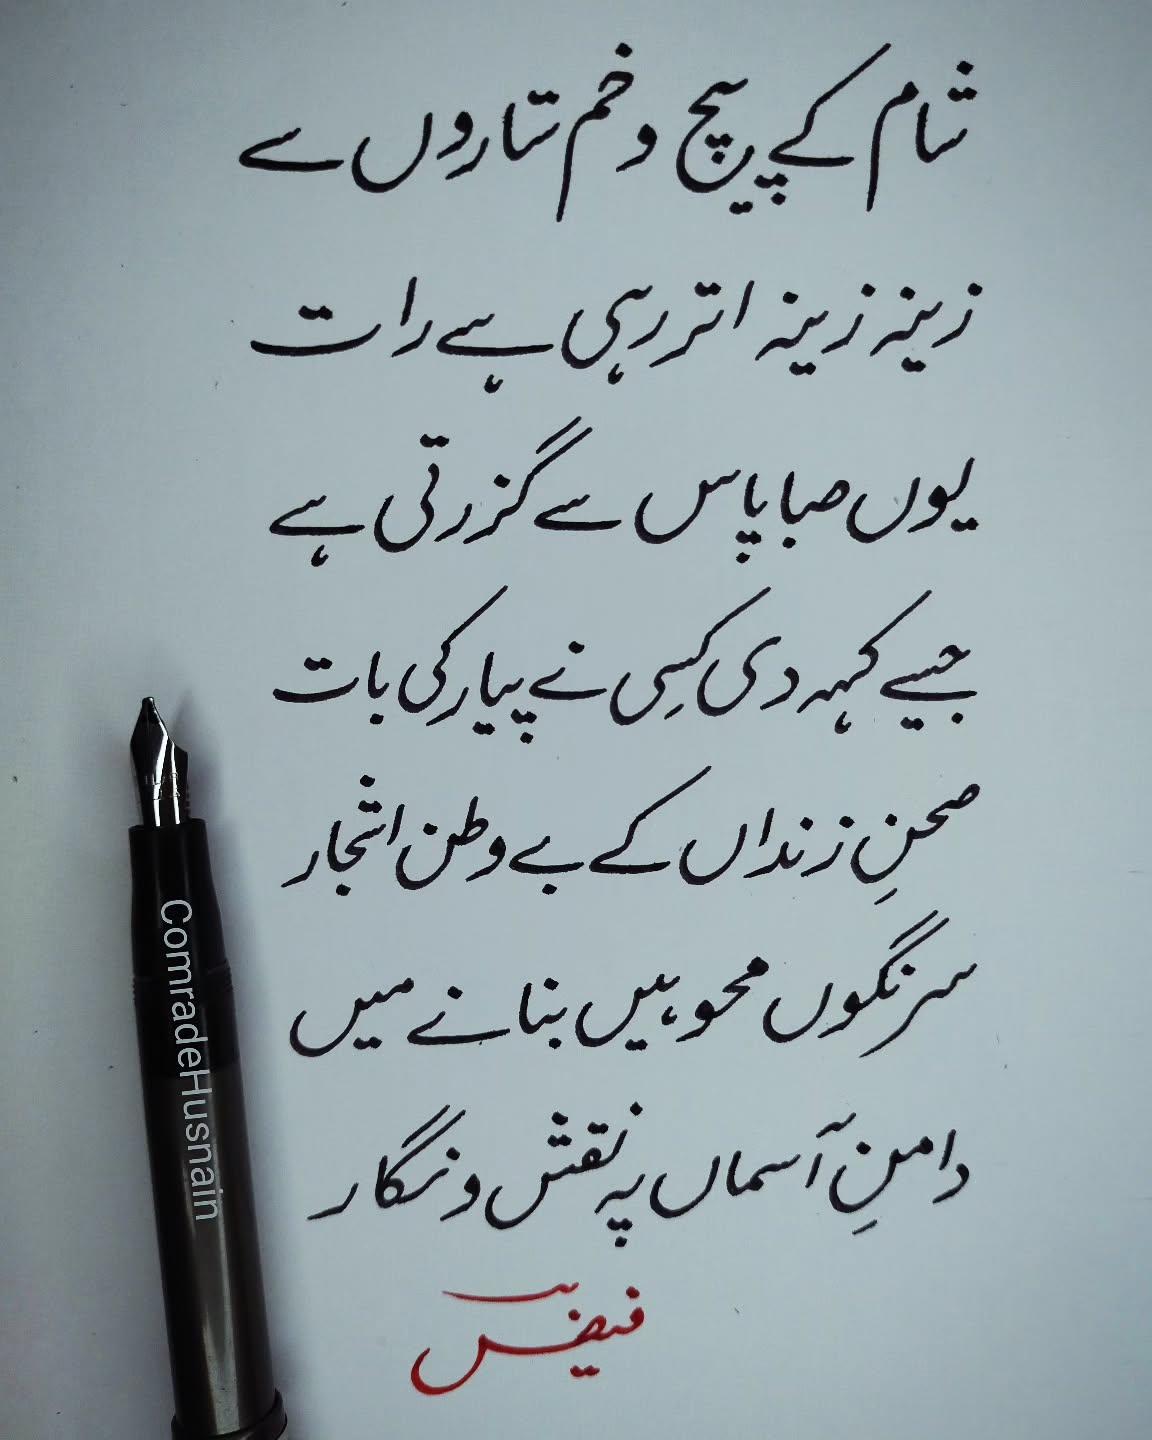 شام کے پیچ و خم ستاروں سے
زینہ زینہ اتر رہی ہے رات
یوں صبا پاس سے گزرتی ہے
جیسے کہہ دی کسی نے پیار کی بات
صحنِ زنداں کے بے وطن اشجار
سرنگوں محو ہیں بنانے میں
دامنِ آسماں پہ نقش و نگار
فیض
ComradeHusnain